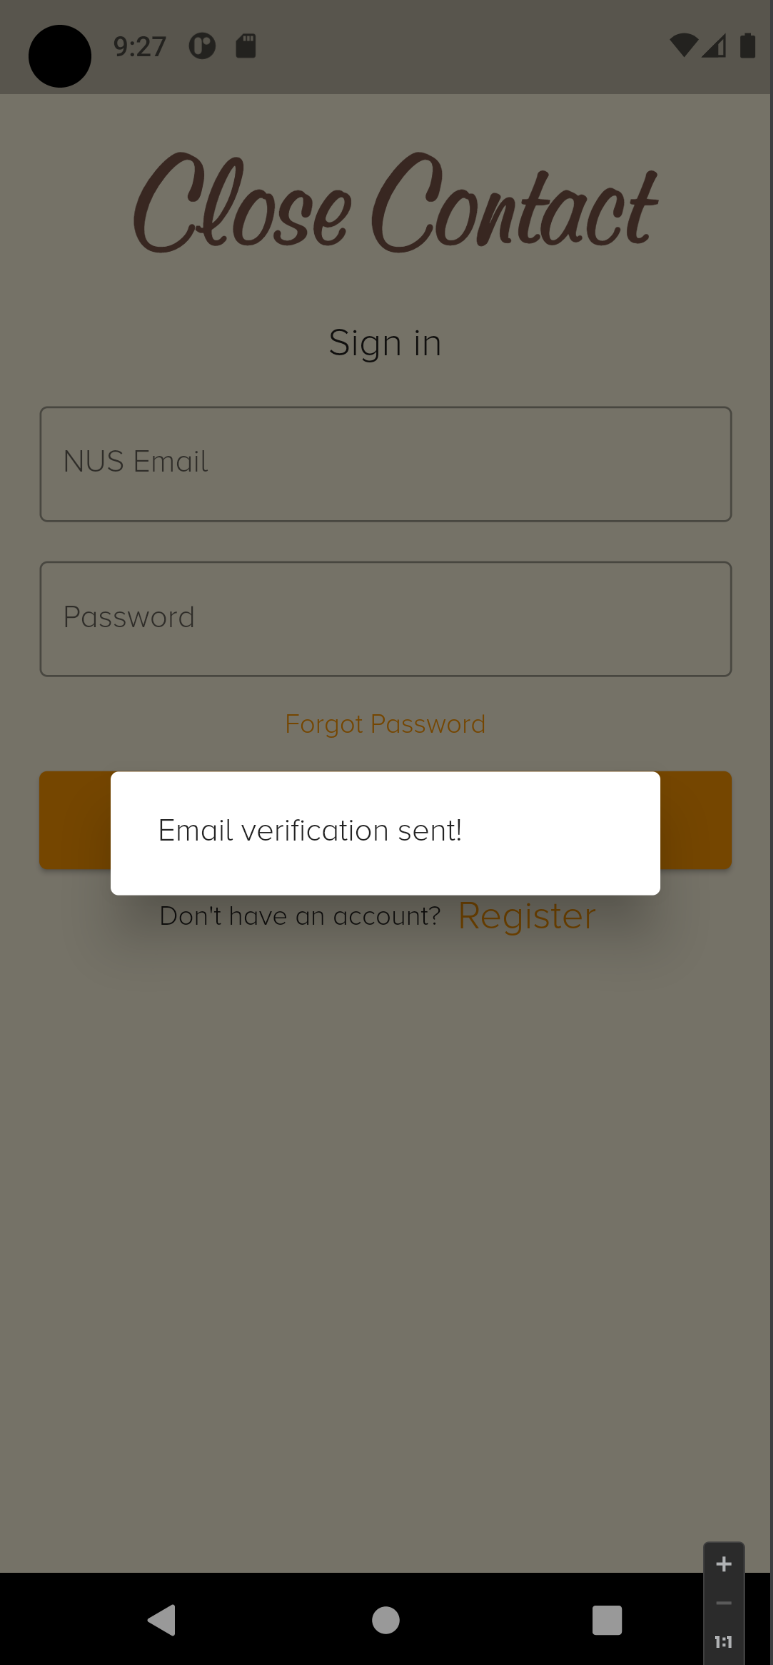 9:27
Close Contact
Sign in
NUS Email
Password
Forgot Password
Email verification sent!
Don't have an account? Register
1:1